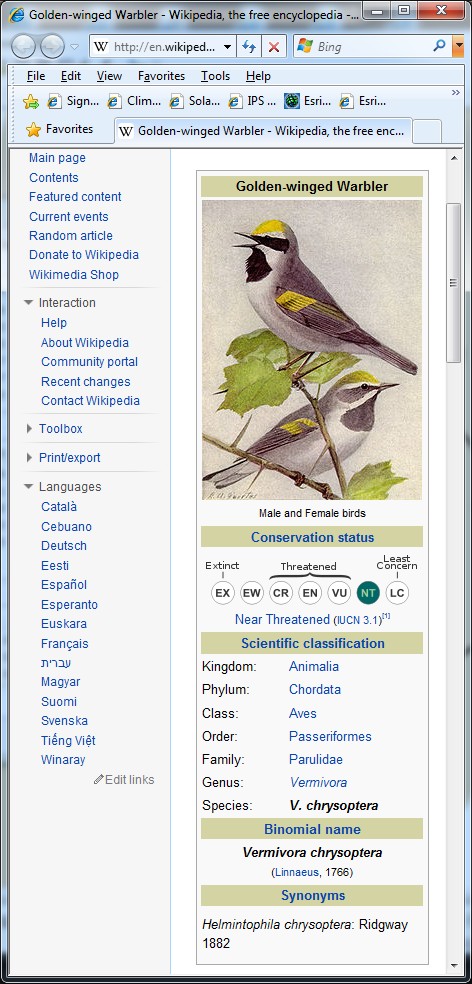 Golden-winged Warbler - Wikipedia, the free encyclopedia -...
W http://en.wikiped...
Bing
File Edit View Favorites Tools Help
Sign... Clim... Sola... IPS ... Esri... Esri... »
Favorites W Golden-winged Warbler - Wikipedia, the free enc...
Main page
Contents
Featured content
Current events
Random article
Donate to Wikipedia
Wikimedia Shop
Interaction
Help
About Wikipedia
Community portal
Recent changes
Contact Wikipedia
Toolbox
Print/export
Languages
Català
Cebuano
Deutsch
Eesti
Español
Esperanto
Euskara
Français
עברית
Magyar
Suomi
Svenska
Tiếng Việt
Winaray
Edit links
Golden-winged Warbler
Male and Female birds
Conservation status
Extinct Threatened Least Concern
EX EW CR EN VU NT LC
Near Threatened (IUCN 3.1)[1]
Scientific classification
Kingdom: Animalia
Phylum: Chordata
Class: Aves
Order: Passeriformes
Family: Parulidae
Genus: Vermivora
Species: V. chrysoptera
Binomial name
Vermivora chrysoptera
(Linnaeus, 1766)
Synonyms
Helmintophila chrysoptera: Ridgway
1882